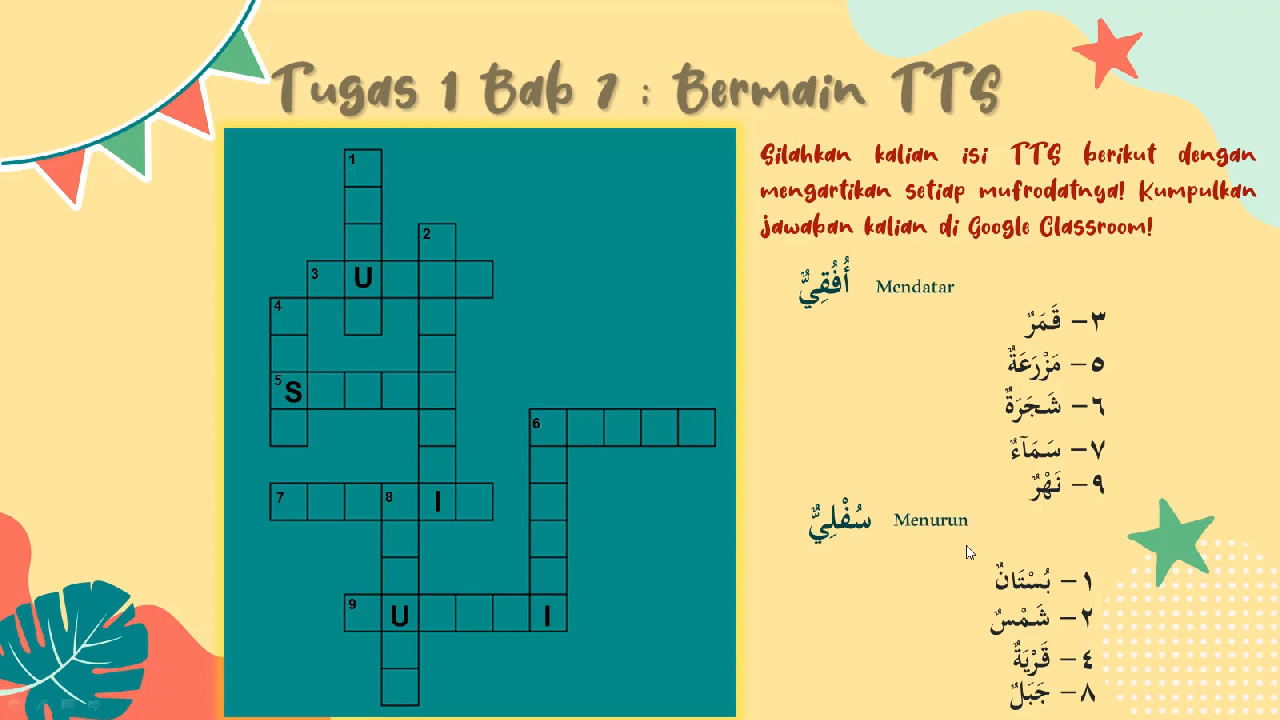 Tugas 1 Bab 7 : Bermain TTS
Silahkan kalian isi TTS berikut dengan
mengartikan setiap mufrodatnya! Kumpulkan
jawaban kalian di Google Classroom!
1
2
3 U
4
5 S
6
7 8 I
9 U I
أُفُقِيٌّ Mendatar
٣- قَمَرٌ
٥- مَزْرَعَةٌ
٦- شَجَرَةٌ
٧- سَمَآءٌ
٩- نَهْرٌ
سُفْلِيٌّ Menurun
١- بُسْتَانٌ
٢- شَمْسٌ
٤- قَرْيَةٌ
٨- جَبَلٌ